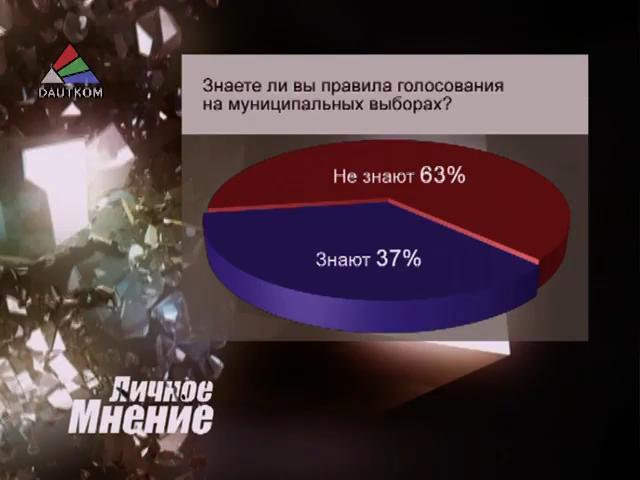 DAUTKOM
Знаете ли вы правила голосования
на муниципальных выборах?
Не знают 63%
Знают 37%
Личное
Мнение